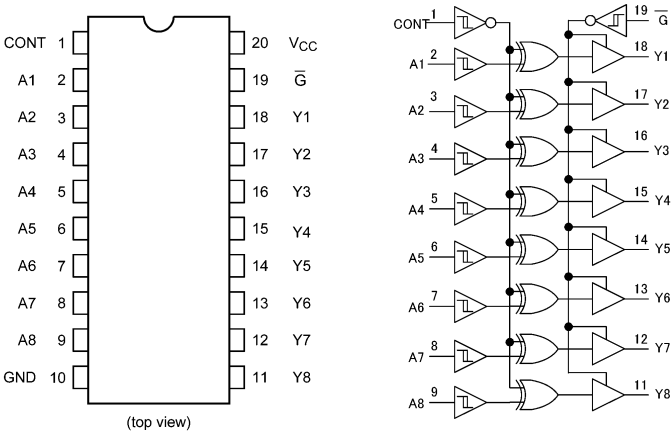 CONT 1 20 VCC
A1 2 19 G̅
A2 3 18 Y1
A3 4 17 Y2
A4 5 16 Y3
A5 6 15 Y4
A6 7 14 Y5
A7 8 13 Y6
A8 9 12 Y7
GND 10 11 Y8
(top view)
CONT 1 19 G̅
A1 2 18 Y1
A2 3 17 Y2
A3 4 16 Y3
A4 5 15 Y4
A5 6 14 Y5
A6 7 13 Y6
A7 8 12 Y7
A8 9 11 Y8